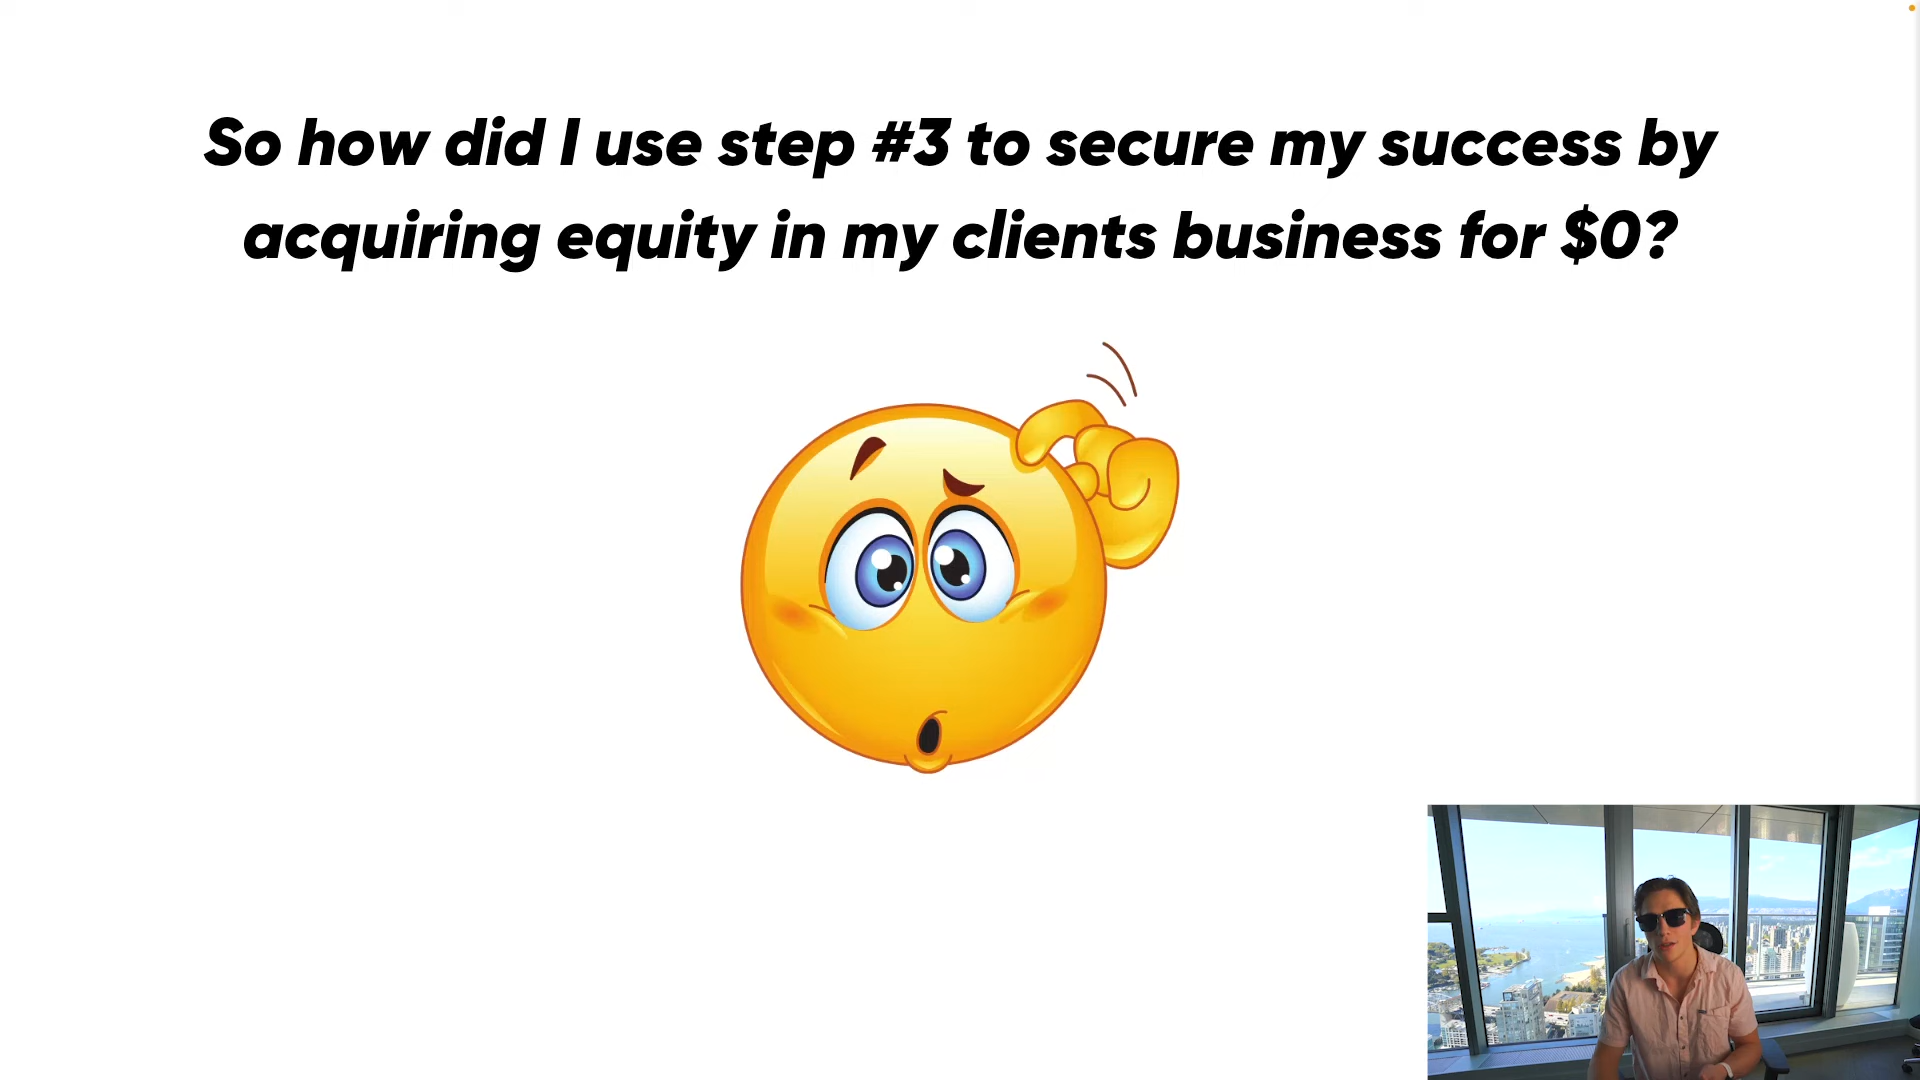 So how did I use step #3 to secure my success by
acquiring equity in my clients business for $0?